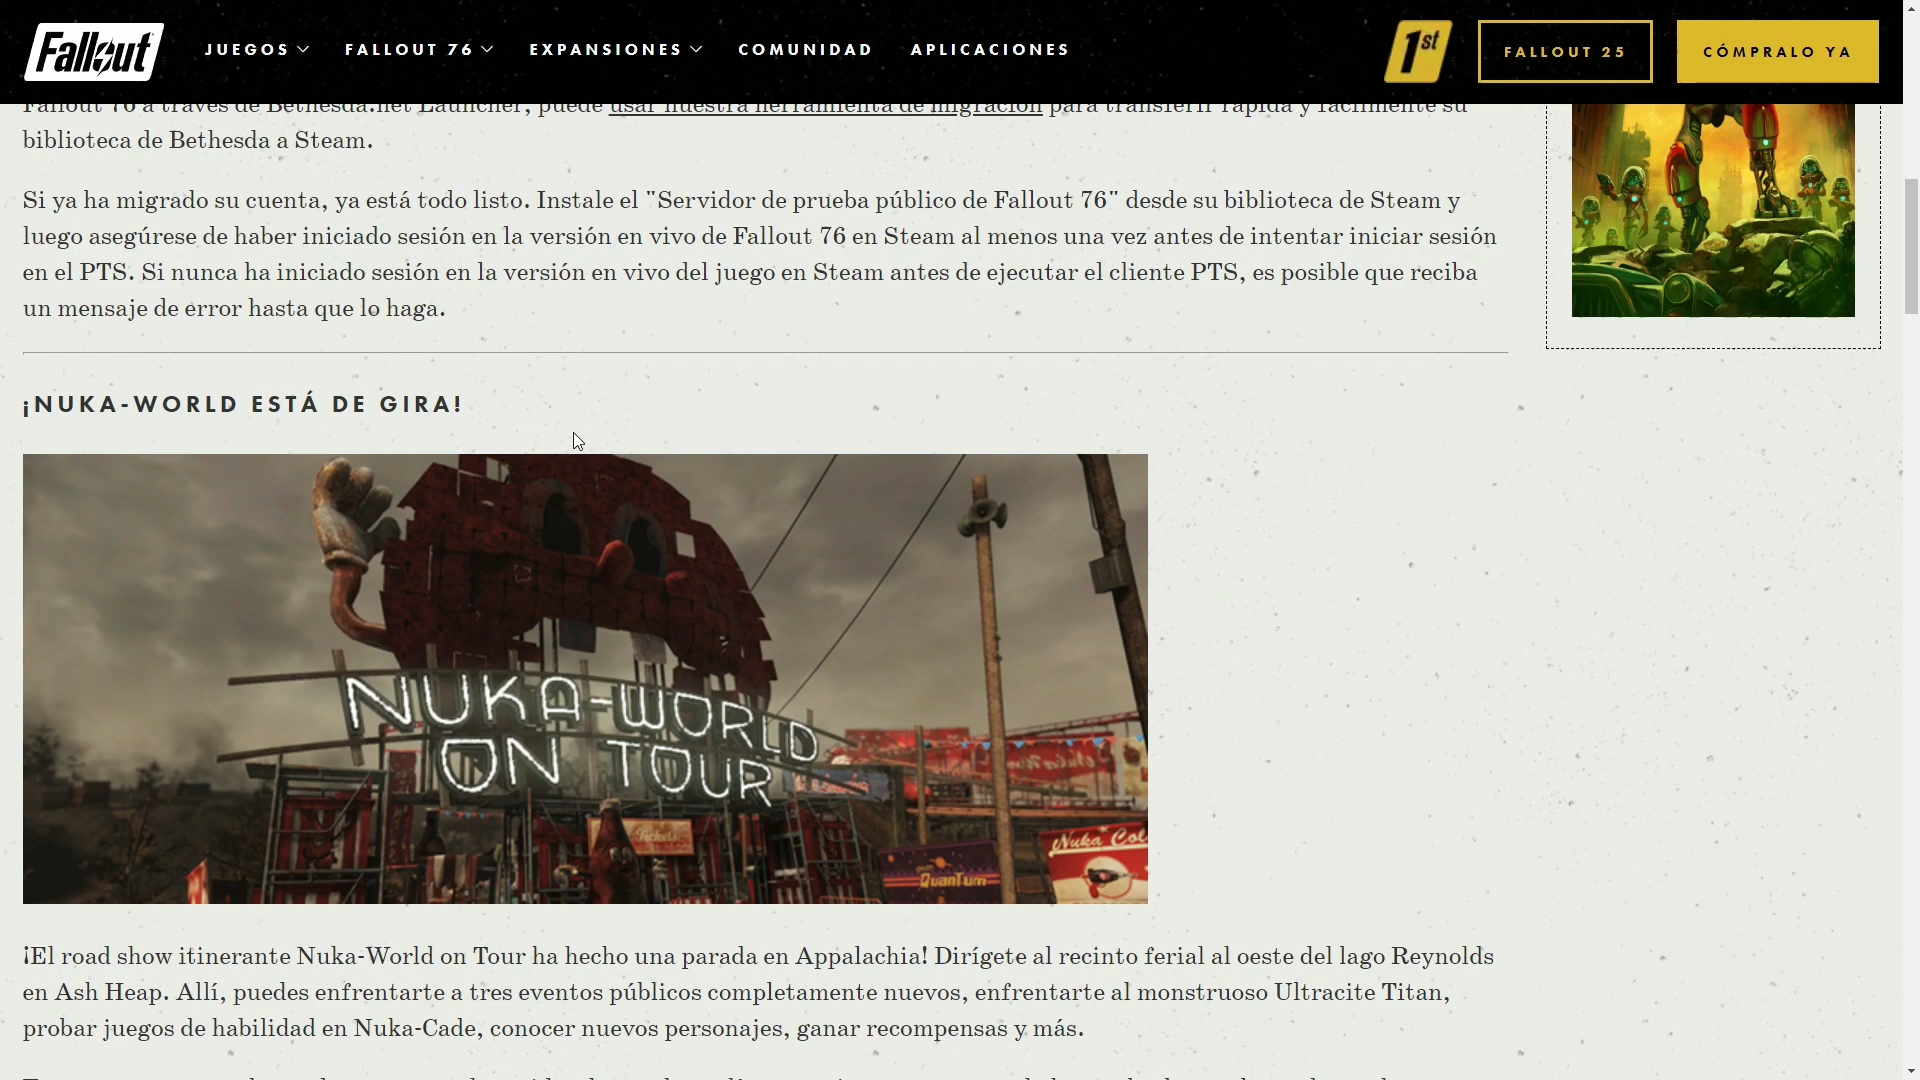 Fallout
JUEGOS
FALLOUT 76
EXPANSIONES
COMUNIDAD
APLICACIONES
1st
FALLOUT 25
CÓMPRALO YA
Fallout 76 a través de Bethesda.net Launcher, puede usar nuestra herramienta de migración para transferir rápida y fácilmente su
biblioteca de Bethesda a Steam.
Si ya ha migrado su cuenta, ya está todo listo. Instale el "Servidor de prueba público de Fallout 76" desde su biblioteca de Steam y
luego asegúrese de haber iniciado sesión en la versión en vivo de Fallout 76 en Steam al menos una vez antes de intentar iniciar sesión
en el PTS. Si nunca ha iniciado sesión en la versión en vivo del juego en Steam antes de ejecutar el cliente PTS, es posible que reciba
un mensaje de error hasta que lo haga.
¡NUKA-WORLD ESTÁ DE GIRA!
NUKA-WORLD
ON TOUR
Tickets
Quantum
Nuka Col
¡El road show itinerante Nuka-World on Tour ha hecho una parada en Appalachia! Dirígete al recinto ferial al oeste del lago Reynolds
en Ash Heap. Allí, puedes enfrentarte a tres eventos públicos completamente nuevos, enfrentarte al monstruoso Ultracite Titan,
probar juegos de habilidad en Nuka-Cade, conocer nuevos personajes, ganar recompensas y más.